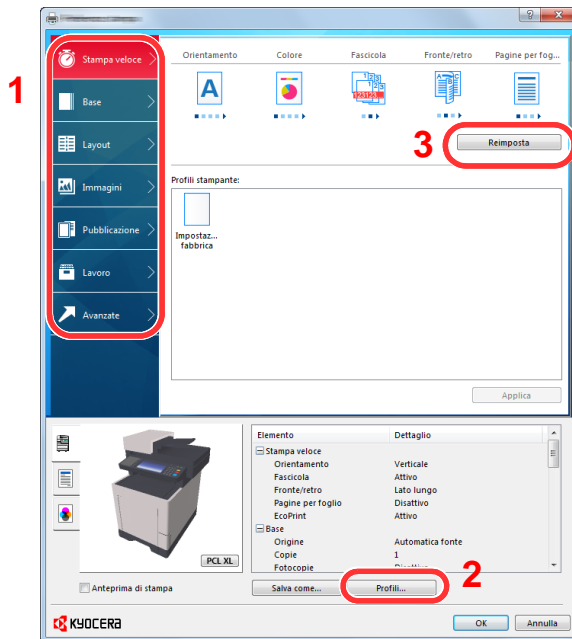 Stampa veloce
Base
Layout
Immagini
Pubblicazione
Lavoro
Avanzate
1
Orientamento Colore Fascicola Fronte/retro Pagine per fog...
A
123
123123...
A B C
3
Reimposta
Profili stampante:
Impostaz...
fabbrica
Applica
Elemento Dettaglio
Stampa veloce
Orientamento Verticale
Fascicola Attivo
Fronte/retro Lato lungo
Pagine per foglio Disattivo
EcoPrint Attivo
Base
Origine Automatica fonte
Copie 1
PCL XL
2
Anteprima di stampa
Salva come...
Profili...
KYOCERA
OK
Annulla